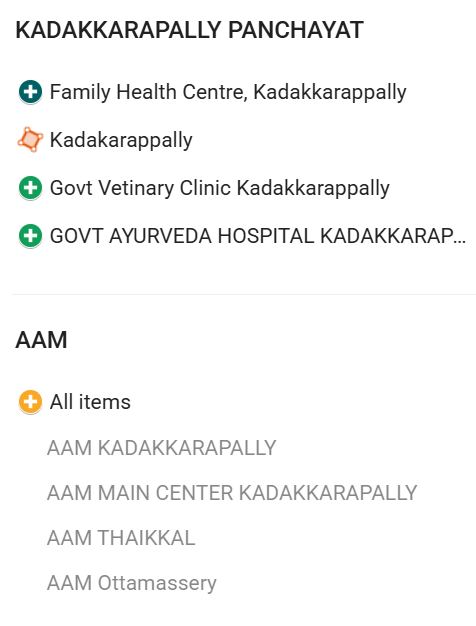 KADAKKARAPALLY PANCHAYAT
Family Health Centre, Kadakkarappally
Kadakarappally
Govt Vetinary Clinic Kadakkarappally
GOVT AYURVEDA HOSPITAL KADAKKARAP...
AAM
All items
AAM KADAKKARAPALLY
AAM MAIN CENTER KADAKKARAPALLY
AAM THAIKKAL
AAM Ottamassery